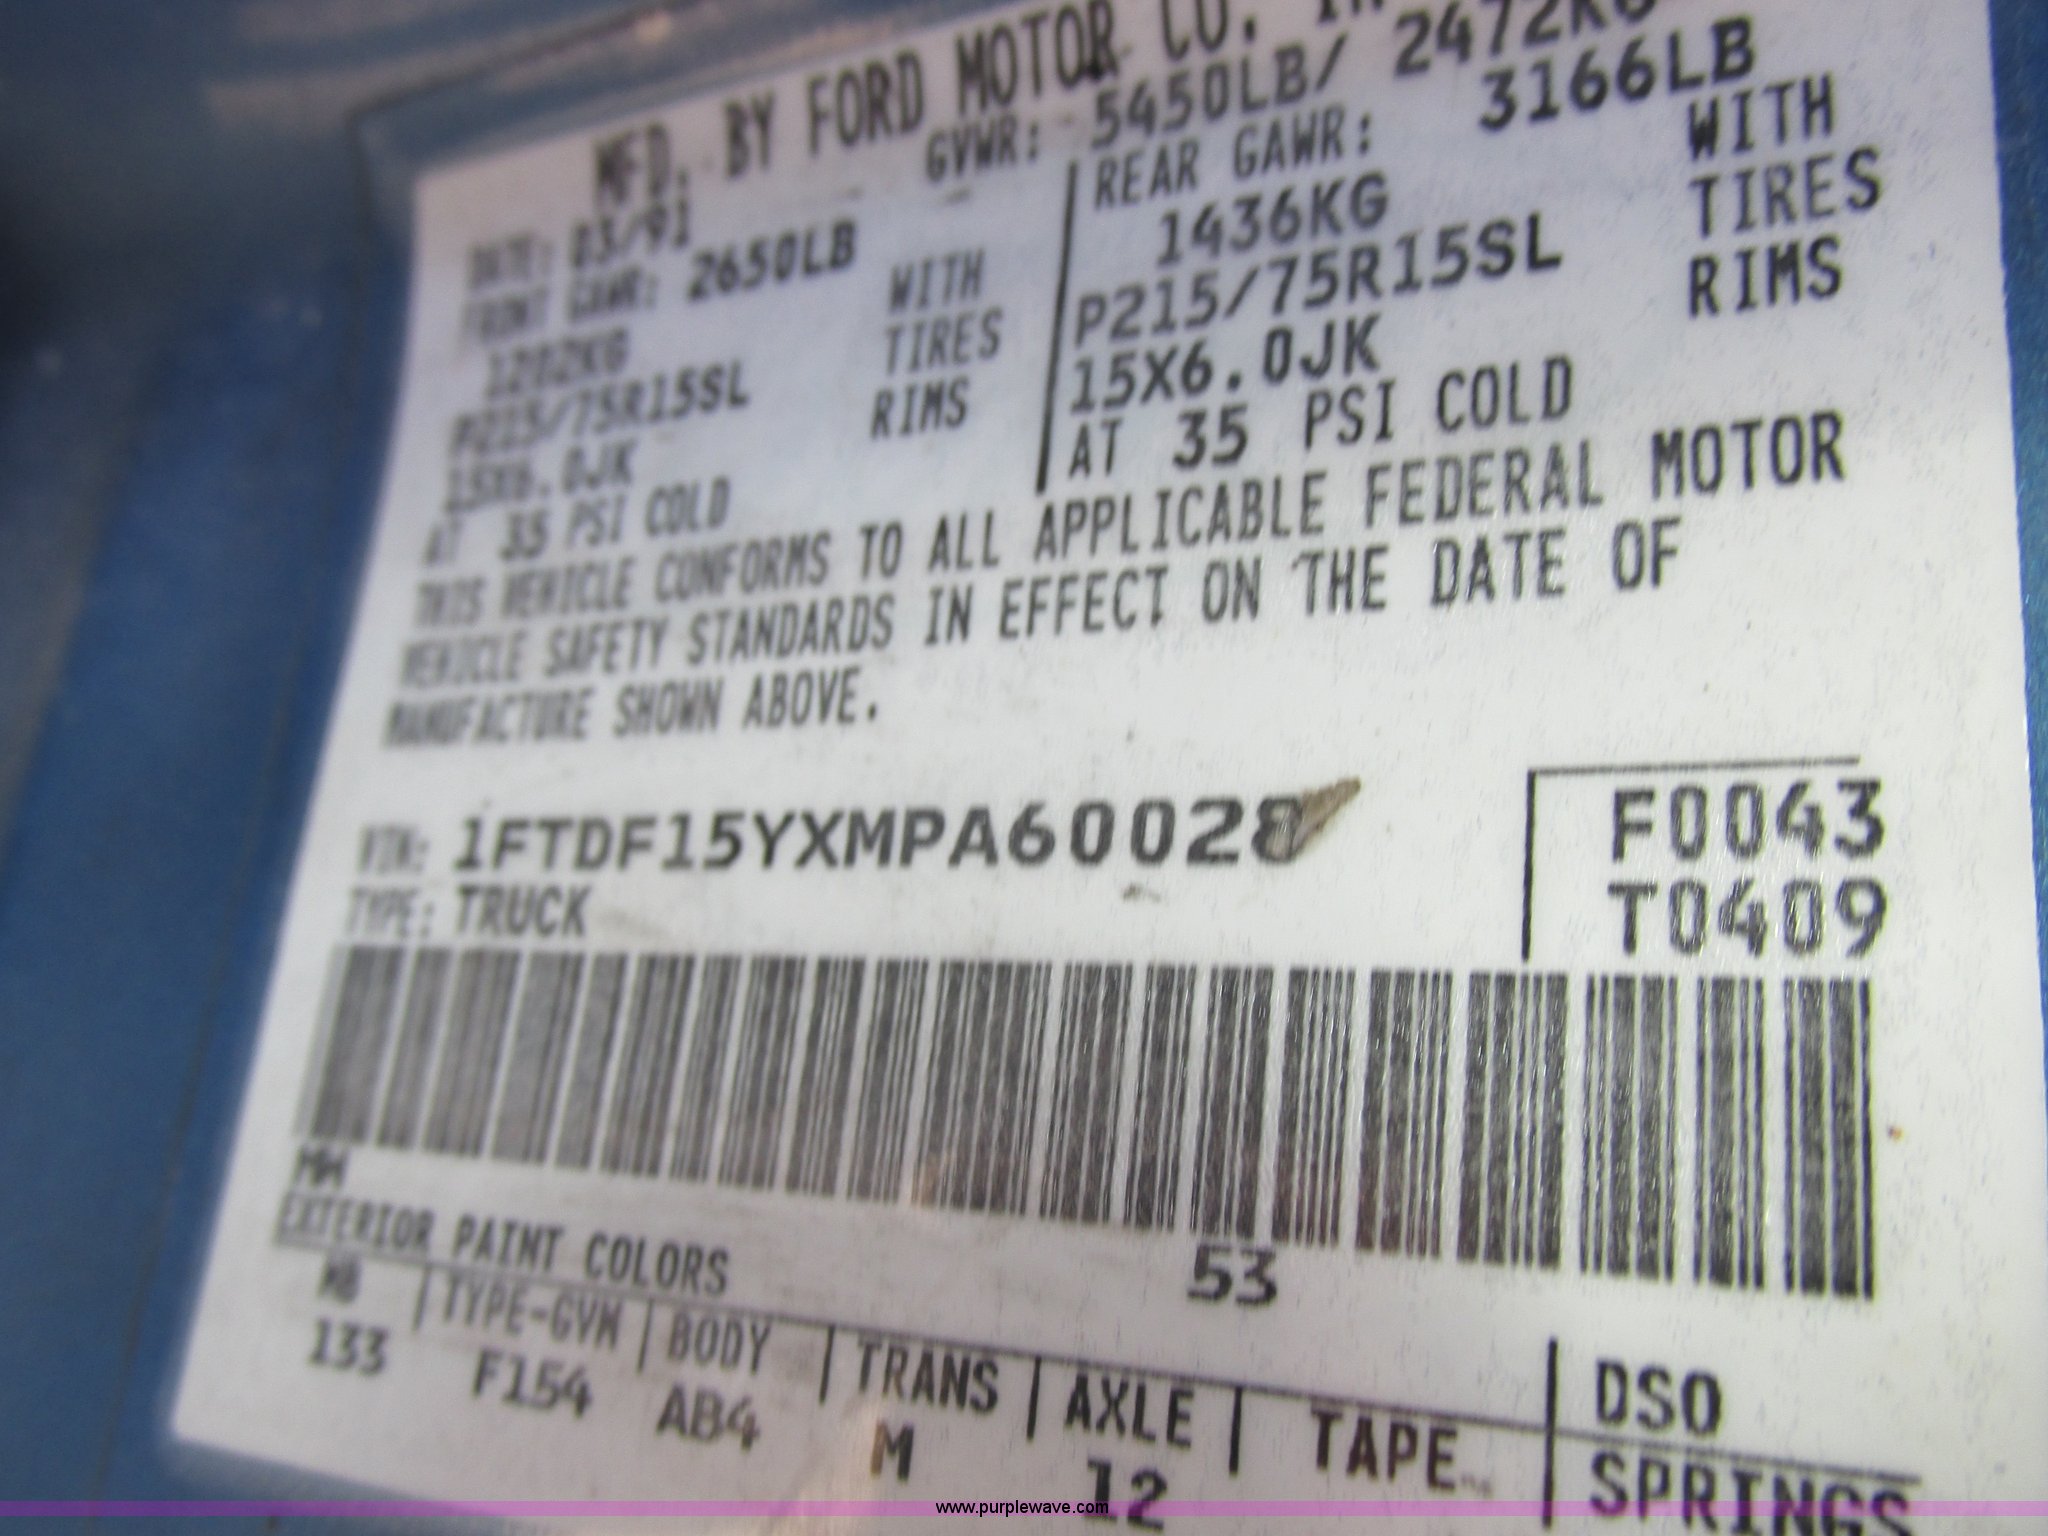 MFD. BY FORD MOTOR CO. IN
GVWR: 5450LB/ 2472KG
DATE: 03/91
FRONT GAWR: 2650LB
1202KG WITH
P215/75R15SL TIRES
15X6.0JK RIMS
AT 35 PSI COLD
REAR GAWR: 3166LB
1436KG WITH
P215/75R15SL TIRES
15X6.0JK RIMS
AT 35 PSI COLD
THIS VEHICLE CONFORMS TO ALL APPLICABLE FEDERAL MOTOR
VEHICLE SAFETY STANDARDS IN EFFECT ON THE DATE OF
MANUFACTURE SHOWN ABOVE.
VIN: 1FTDF15YXMPA60028
TYPE: TRUCK
F0043
T0409
EXTERIOR PAINT COLORS 53
WB TYPE-GVM BODY TRANS AXLE TAPE DSO
133 F154 AB4 M 12 SPRINGS
www.purplewave.com